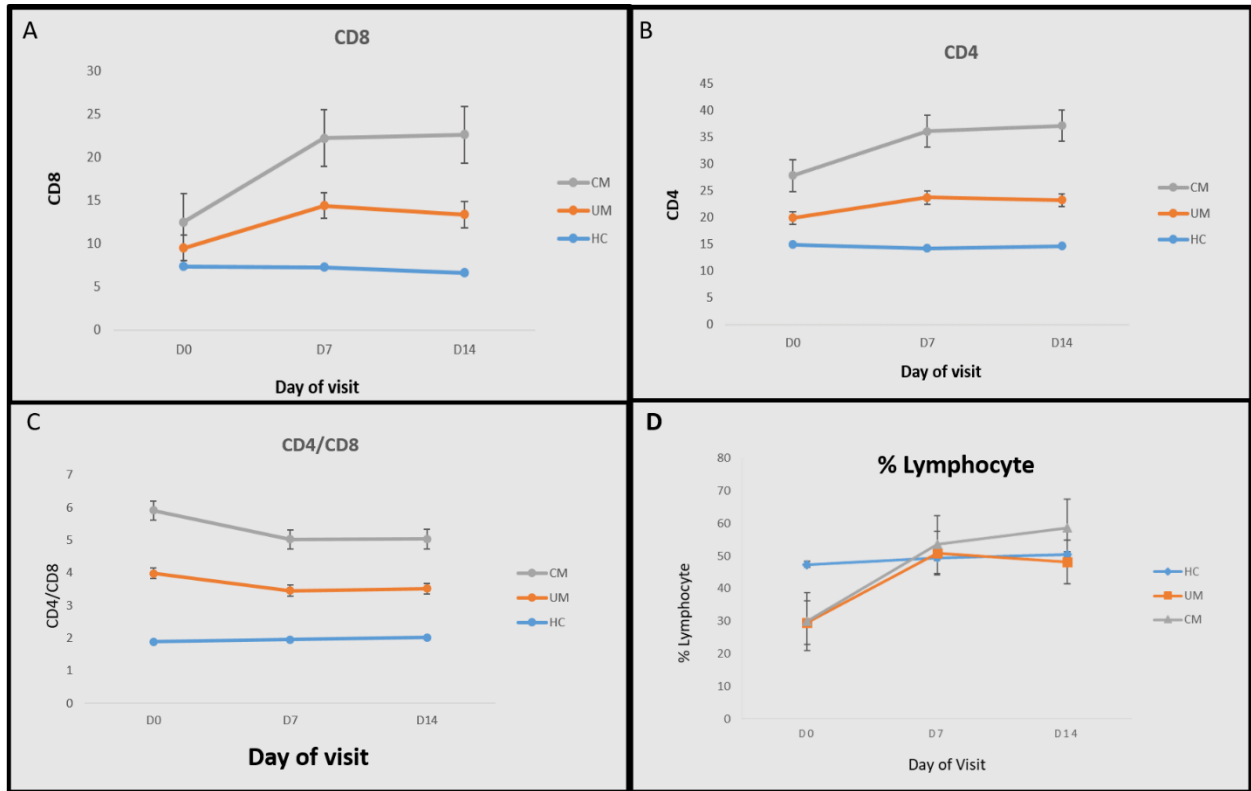 A
CD8
30
25
20
15
10
5
0
CD8
D0 D7 D14
Day of visit
CM
UM
HC
B
CD4
45
40
35
30
25
20
15
10
5
0
CD4
D0 D7 D14
Day of visit
CM
UM
HC
C
CD4/CD8
7
6
5
4
3
2
1
0
CD4/CD8
D0 D7 D14
Day of visit
CM
UM
HC
D
% Lymphocyte
80
70
60
50
40
30
20
10
0
% Lymphocyte
D0 D7 D14
Day of Visit
HC
UM
CM